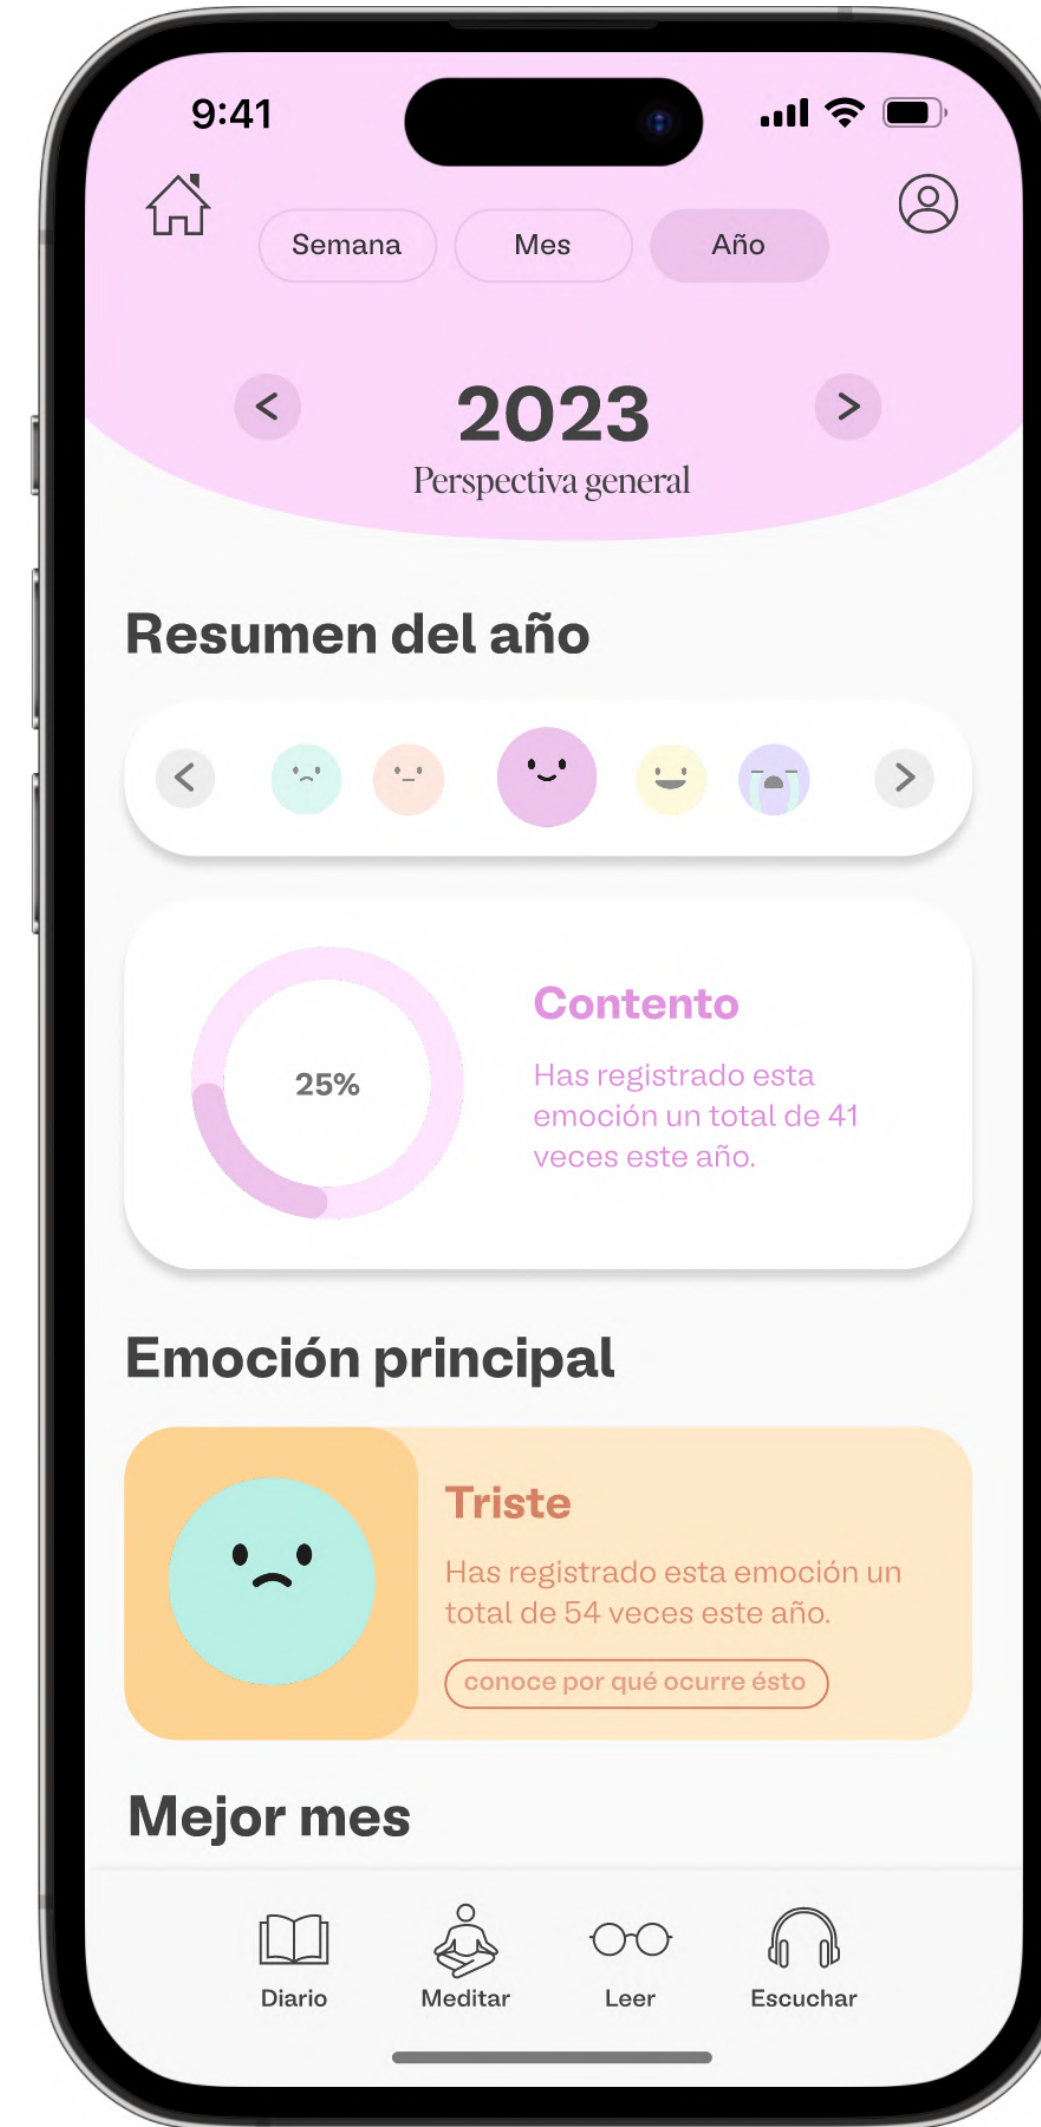 9:41
Semana
Mes
Año
<
2023
>
Perspectiva general
Resumen del año
<
>
25%
Contento
Has registrado esta
emoción un total de 41
veces este año.
Emoción principal
Triste
Has registrado esta emoción un
total de 54 veces este año.
conoce por qué ocurre ésto
Mejor mes
Diario
Meditar
Leer
Escuchar